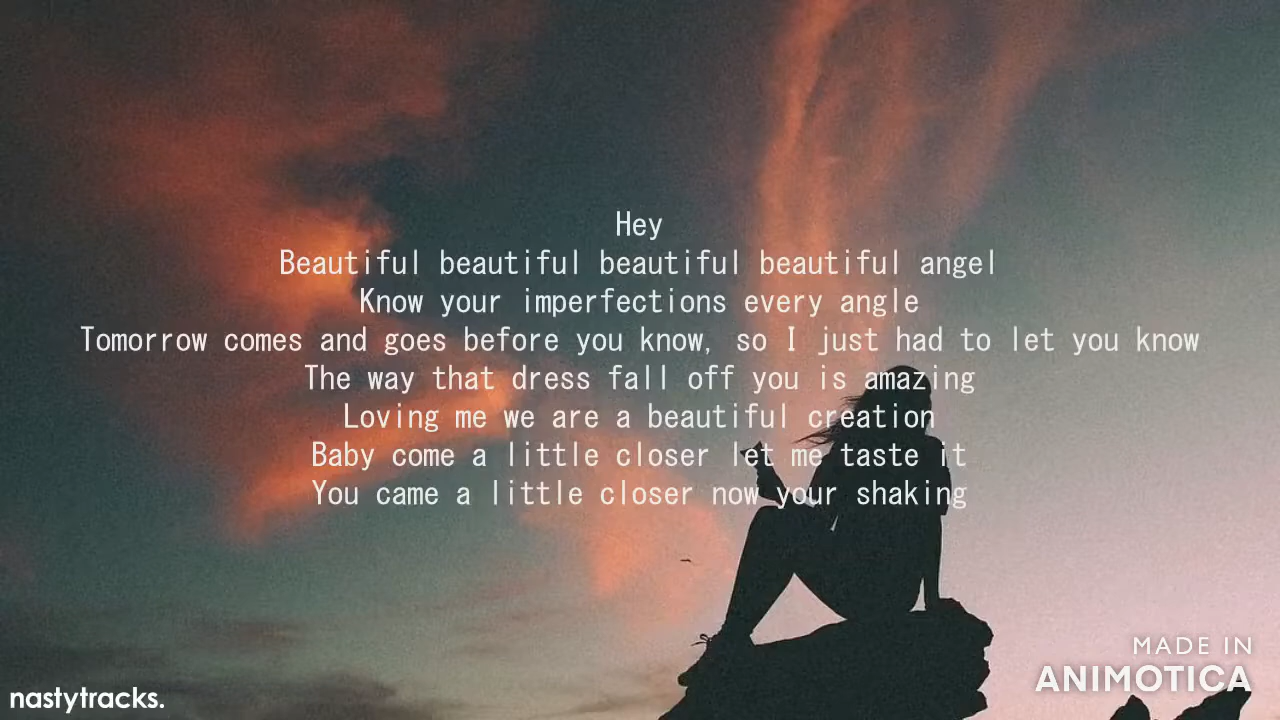 Hey
Beautiful beautiful beautiful beautiful angel
Know your imperfections every angle
Tomorrow comes and goes before you know, so I just had to let you know
The way that dress fall off you is amazing
Loving me we are a beautiful creation
Baby come a little closer let me taste it
You came a little closer now your shaking
MADE IN
ANIMOTICA
nastytracks.